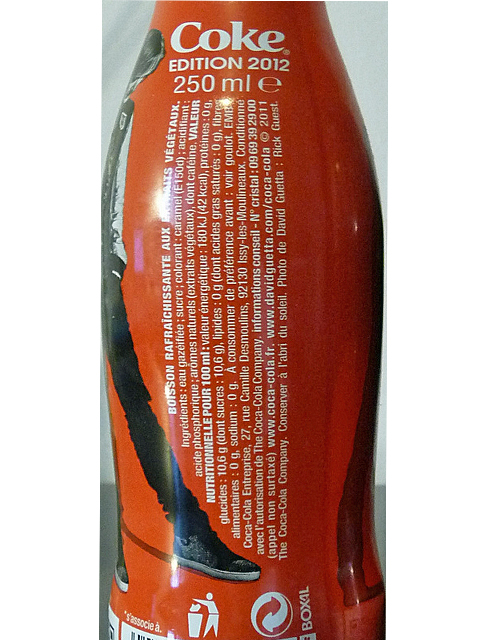 Coke
EDITION 2012
250 ml e
BOISSON RAFRAÎCHISSANTE AUX EXTRAITS VÉGÉTAUX.
Ingrédients : eau gazéifiée ; sucre ; colorant : caramel (E150d) ; acidifiant :
acide phosphorique ; arômes naturels (extraits végétaux), dont caféine. VALEUR
NUTRITIONNELLE POUR 100 ml : valeur énergétique : 180 kJ (42 kcal), protéines : 0 g,
glucides : 10,6 g (dont sucres : 10,6 g), lipides : 0 g (dont acides gras saturés : 0 g), fibres
alimentaires : 0 g, sodium : 0 g. À consommer de préférence avant : voir goulot. EMB
Coca-Cola Entreprise, 27, rue Camille Desmoulins, 92130 Issy-les-Moulineaux. Conditionné
avec l'autorisation de The Coca-Cola Company. informations conseil - N° cristal : 09 69 39 29 00
(appel non surtaxé) www.coca-cola.fr. www.davidguetta.com/coca-cola © 2011
The Coca-Cola Company. Conserver à l'abri du soleil. Photo de David Guetta : Rick Guest.
*s'associe à.
BOXAL